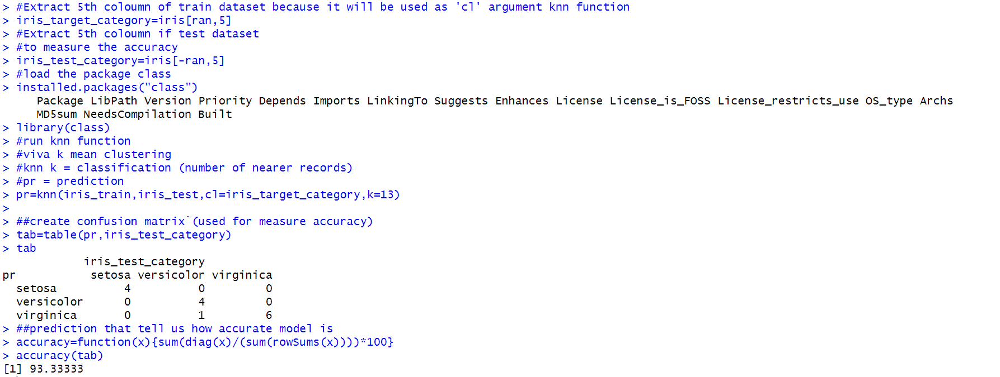 > #Extract 5th coloumn of train dataset because it will be used as 'cl' argument knn function
> iris_target_category=iris[ran,5]
> #Extract 5th coloumn if test dataset
> #to measure the accuracy
> iris_test_category=iris[-ran,5]
> #load the package class
> installed.packages("class")
     Package LibPath Version Priority Depends Imports LinkingTo Suggests Enhances License License_is_FOSS License_restricts_use OS_type Archs
     MD5sum NeedsCompilation Built
> library(class)
> #run knn function
> #viva k mean clustering
> #knn k = classification (number of nearer records)
> #pr = prediction
> pr=knn(iris_train,iris_test,cl=iris_target_category,k=13)
>
> ##create confusion matrix`(used for measure accuracy)
> tab=table(pr,iris_test_category)
> tab
            iris_test_category
pr           setosa versicolor virginica
  setosa          4          0         0
  versicolor      0          4         0
  virginica       0          1         6
> ##prediction that tell us how accurate model is
> accuracy=function(x){sum(diag(x)/(sum(rowSums(x))))*100}
> accuracy(tab)
[1] 93.33333